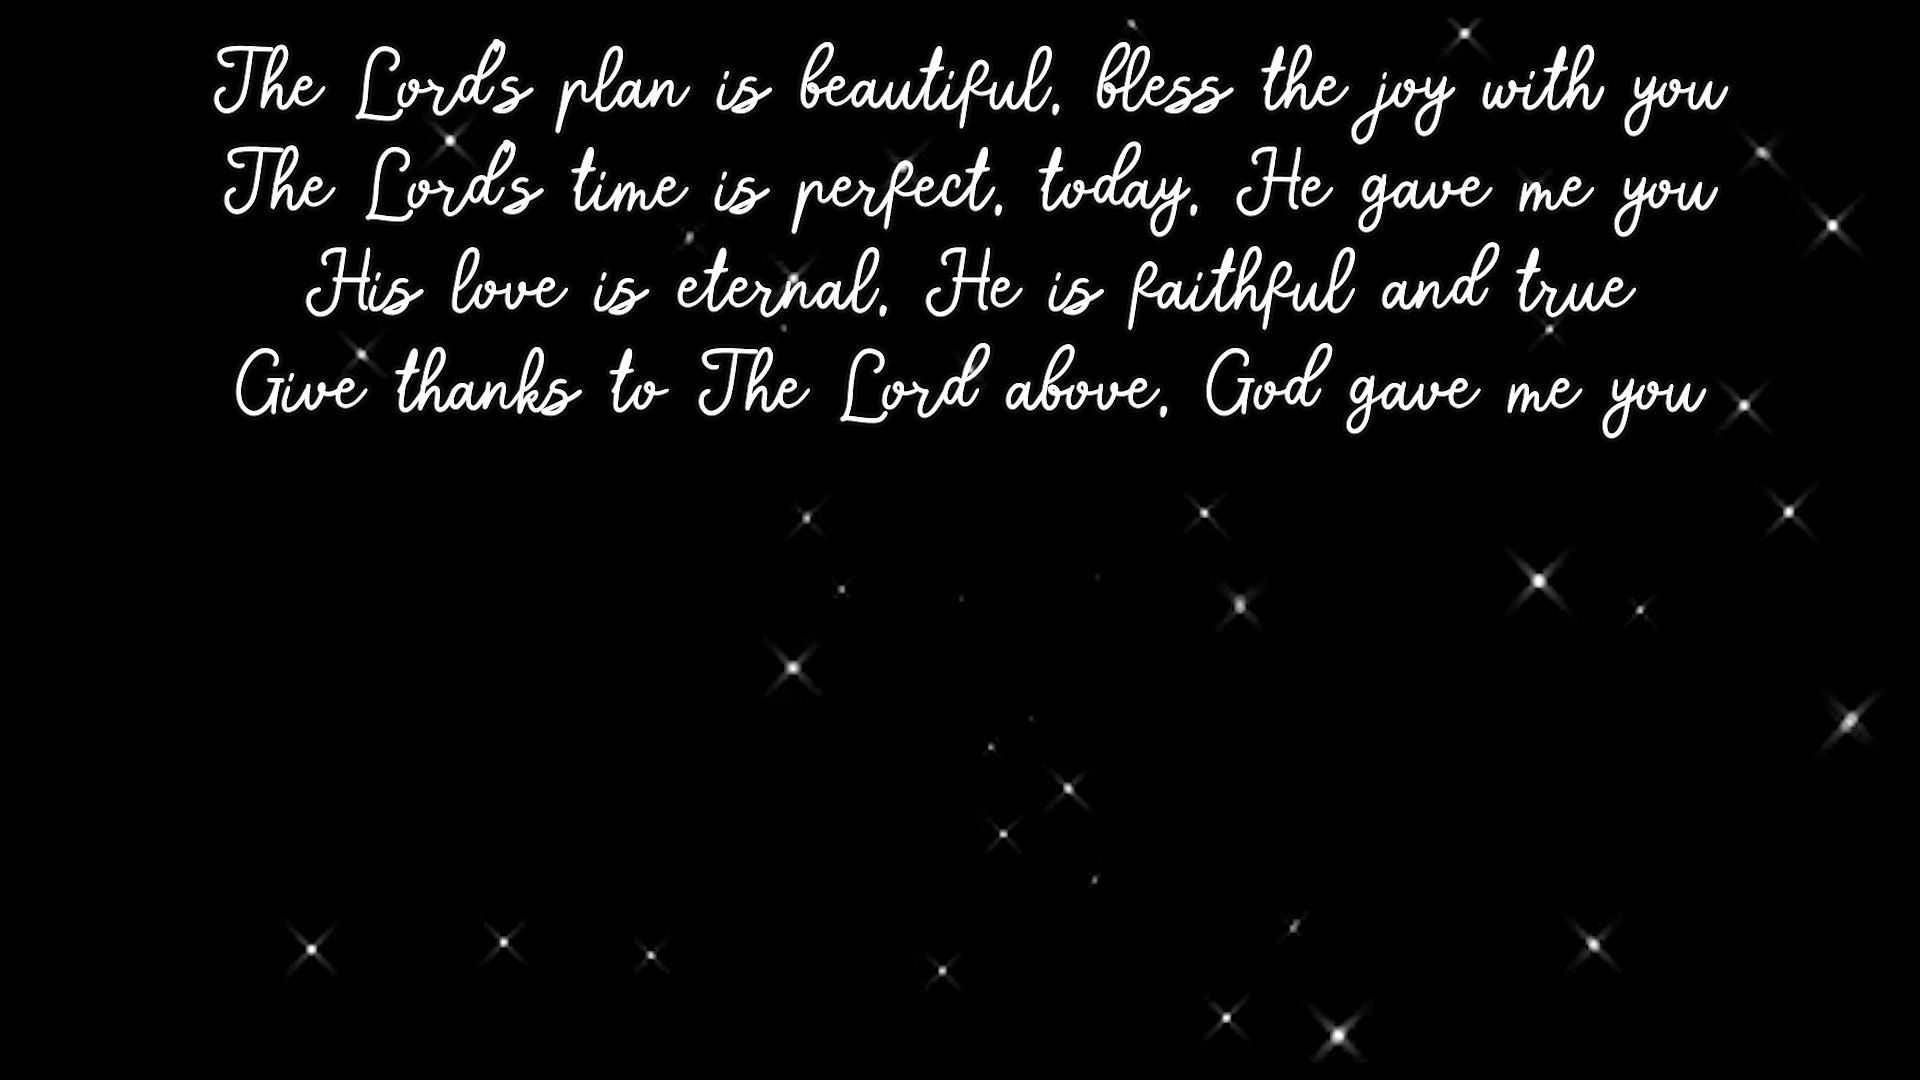 The Lord's plan is beautiful, bless the joy with you
The Lord's time is perfect, today, He gave me you
His love is eternal, He is faithful and true
Give thanks to The Lord above, God gave me you